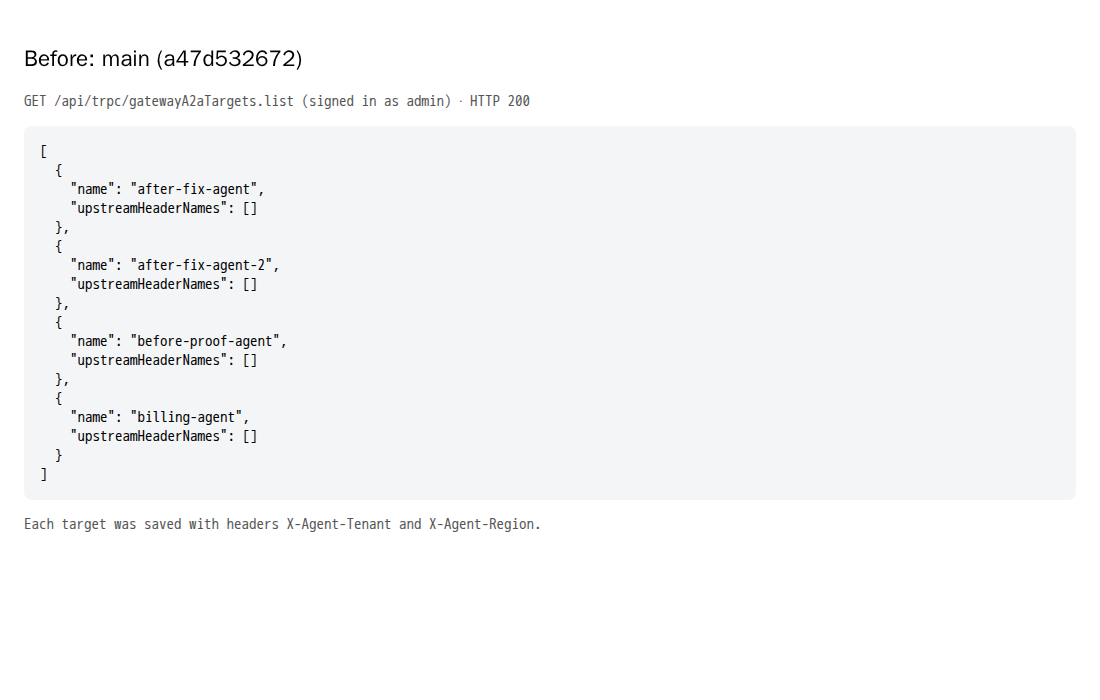 Before: main (a47d532672)
GET /api/trpc/gatewayA2aTargets.list (signed in as admin) · HTTP 200
[
  {
    "name": "after-fix-agent",
    "upstreamHeaderNames": []
  },
  {
    "name": "after-fix-agent-2",
    "upstreamHeaderNames": []
  },
  {
    "name": "before-proof-agent",
    "upstreamHeaderNames": []
  },
  {
    "name": "billing-agent",
    "upstreamHeaderNames": []
  }
]
Each target was saved with headers X-Agent-Tenant and X-Agent-Region.